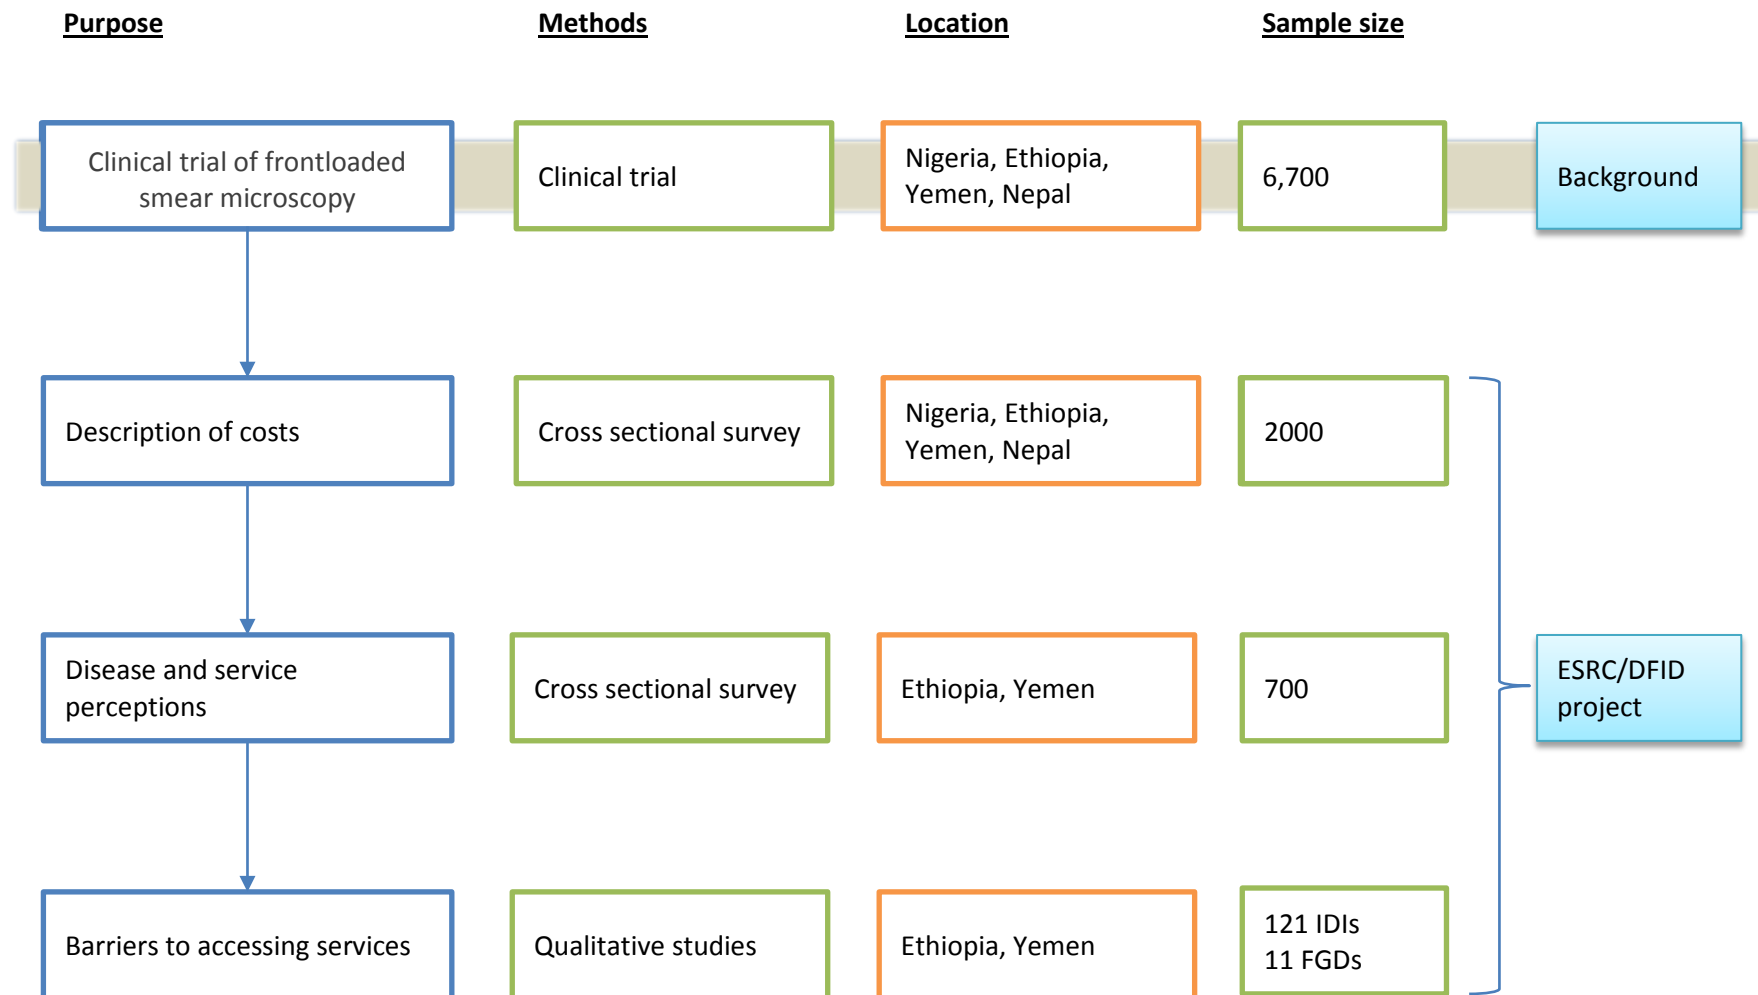 Purpose
Methods
Location
Sample size
Clinical trial of frontloaded
smear microscopy
Clinical trial
Nigeria, Ethiopia,
Yemen, Nepal
6,700
Background
Description of costs
Cross sectional survey
Nigeria, Ethiopia,
Yemen, Nepal
2000
Disease and service
perceptions
Cross sectional survey
Ethiopia, Yemen
700
ESRC/DFID
project
Barriers to accessing services
Qualitative studies
Ethiopia, Yemen
121 IDIs
11 FGDs